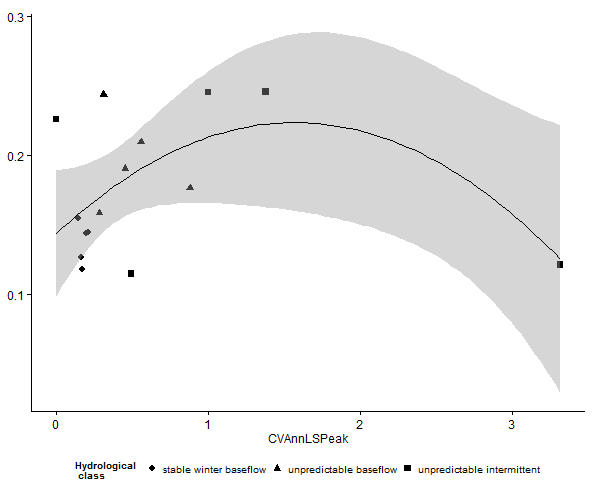 0.3
0.2
0.1
0 1 2 3
CVAnnLSPeak
Hydrological
class
stable winter baseflow unpredictable baseflow unpredictable intermittent